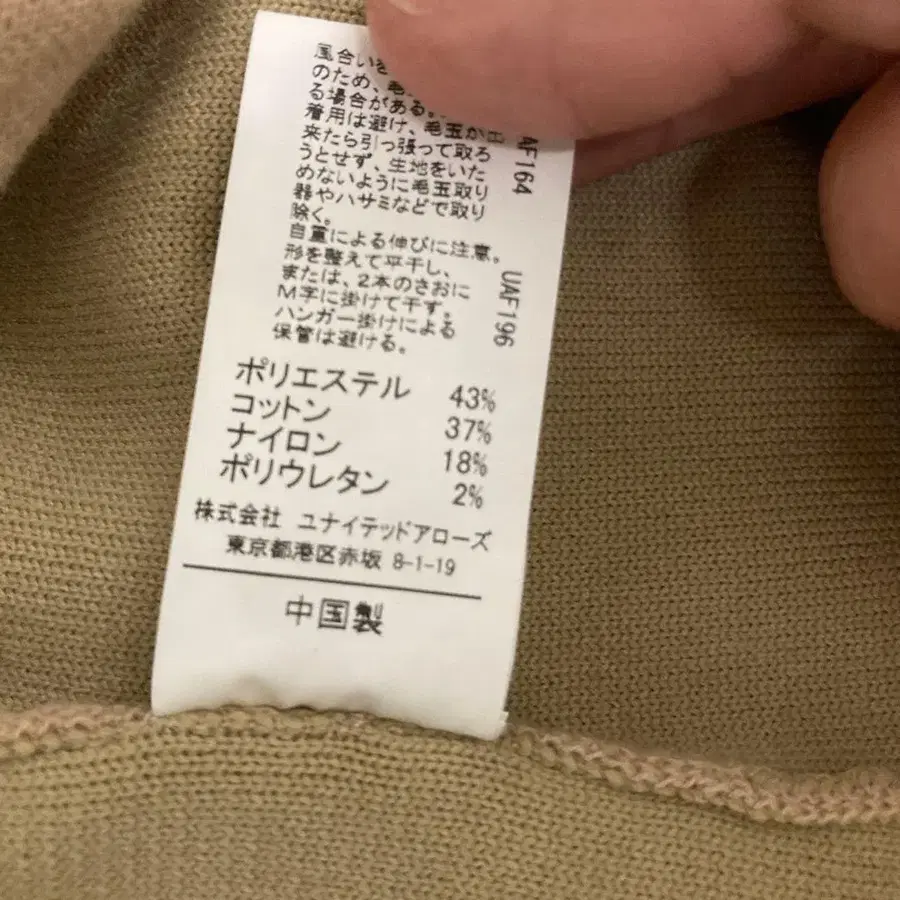 風合いを
のため、毛
る場合がある。
着用は避け、毛玉が出
来たら引っ張って取ろ
うとせず、生地をいた
めないように毛玉取り
器やハサミなどで取り
除く。
自重による伸びに注意。
形を整えて平干し、
または、2本のさおに
M字に掛けて干す。
ハンガー掛けによる
保管は避ける。
AF164
UAF196
ポリエステル 43%
コットン 37%
ナイロン 18%
ポリウレタン 2%
株式会社 ユナイテッドアローズ
東京都港区赤坂 8-1-19
中国製